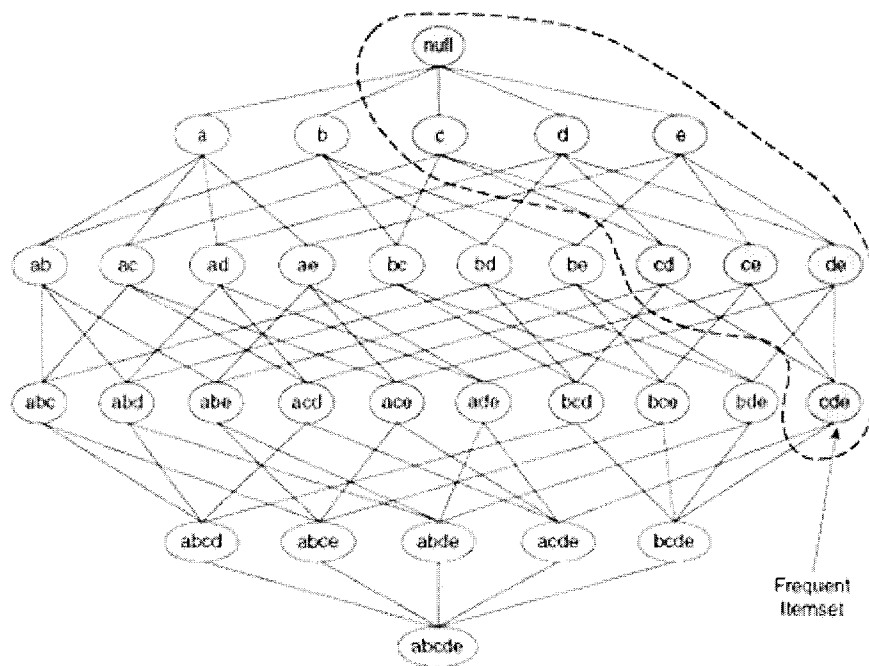 null
a b c d e
ab ac ad ae bc bd be cd ce de
abc abd abe acd ace ade bcd bce bde cde
abcd abce abde acde bcde
abcde
Frequent
Itemset